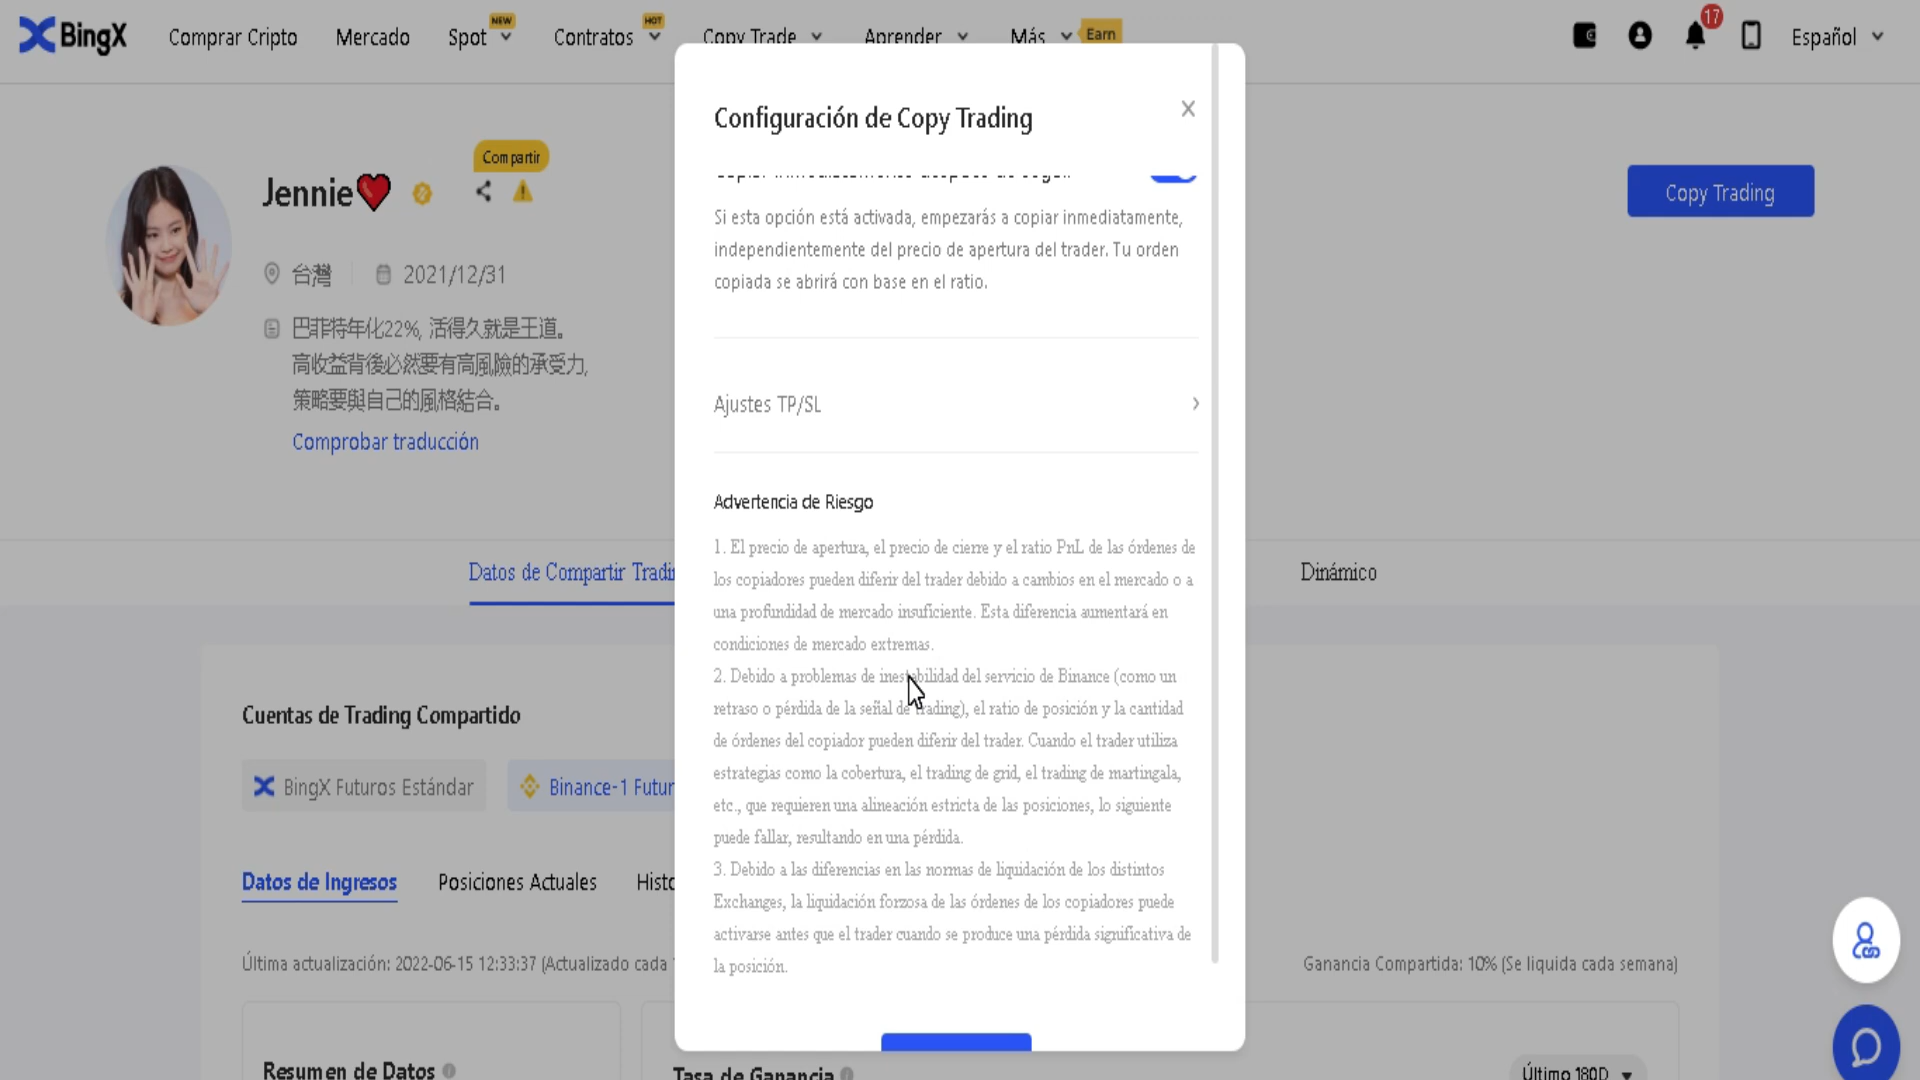 BingX
Comprar Cripto
Mercado
Spot
NEW
Contratos
HOT
Copy Trade
Aprender
Más
Earn
17
Español
Configuración de Copy Trading
Si esta opción está activada, empezarás a copiar inmediatamente,
independientemente del precio de apertura del trader. Tu orden
copiada se abrirá con base en el ratio.
Ajustes TP/SL
Advertencia de Riesgo
1. El precio de apertura, el precio de cierre y el ratio PnL de las órdenes de
los copiadores pueden diferir del trader debido a cambios en el mercado o a
una profundidad de mercado insuficiente. Esta diferencia aumentará en
condiciones de mercado extremas.
2. Debido a problemas de inestabilidad del servicio de Binance (como un
retraso o pérdida de la señal de trading), el ratio de posición y la cantidad
de órdenes del copiador pueden diferir del trader. Cuando el trader utiliza
estrategias como la cobertura, el trading de grid, el trading de martingala,
etc., que requieren una alineación estricta de las posiciones, lo siguiente
puede fallar, resultando en una pérdida.
3. Debido a las diferencias en las normas de liquidación de los distintos
Exchanges, la liquidación forzosa de las órdenes de los copiadores puede
activarse antes que el trader cuando se produce una pérdida significativa de
la posición.
Compartir
Jennie
台灣
2021/12/31
巴菲特年化22%, 活得久就是王道。
高收益背後必然要有高風險的承受力,
策略要與自己的風格結合。
Comprobar traducción
Copy Trading
Datos de Compartir
Dinámico
Cuentas de Trading Compartido
BingX Futuros Estándar
Binance-1
Datos de Ingresos
Posiciones Actuales
Última actualización: 2022-06-15 12:33:37 (Actualizado cada
Ganancia Compartida: 10% (Se liquida cada semana)
Resumen de Datos
Tasa de Ganancia
Último 180D